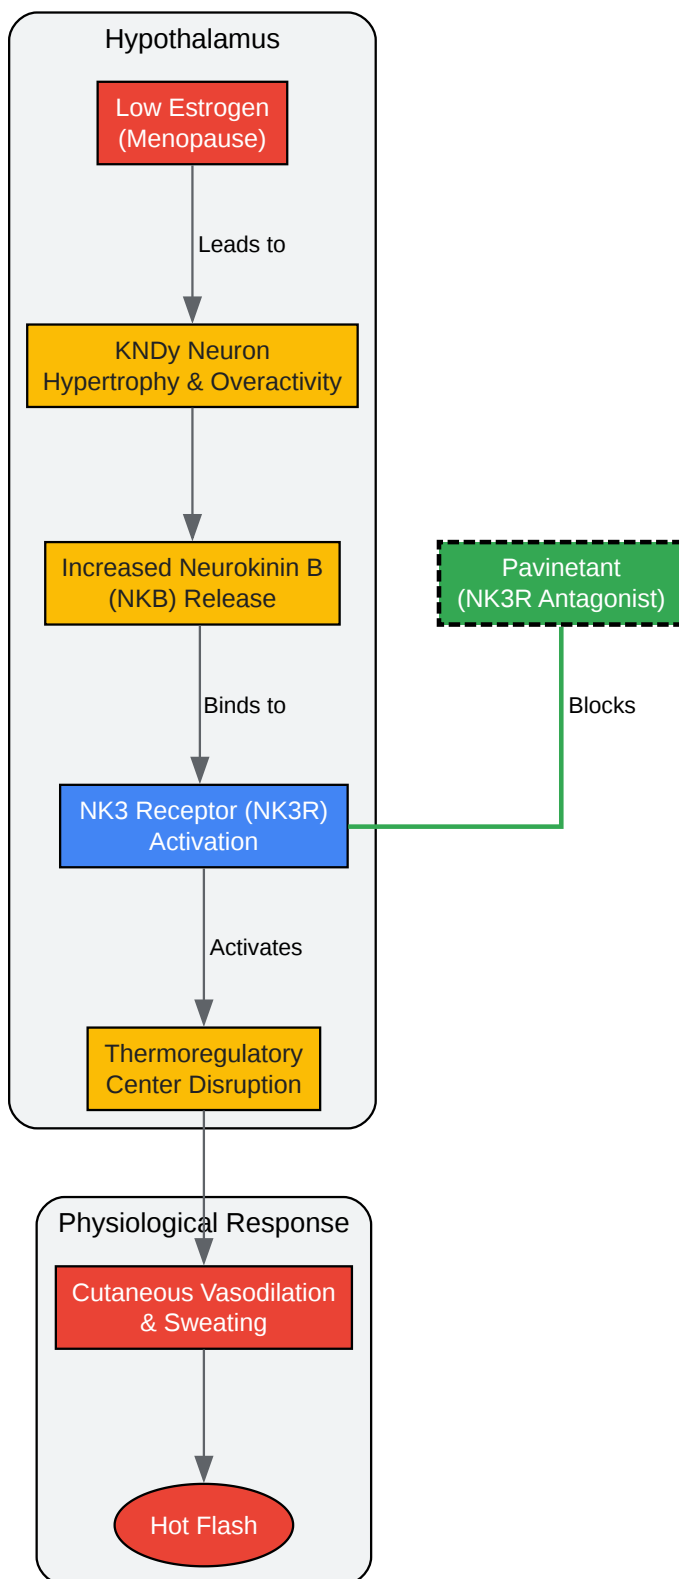 Hypothalamus
Low Estrogen
(Menopause)
Leads to
KNDy Neuron
Hypertrophy & Overactivity
Increased Neurokinin B
(NKB) Release
Pavinetant
(NK3R Antagonist)
Binds to
Blocks
NK3 Receptor (NK3R)
Activation
Activates
Thermoregulatory
Center Disruption
Physiological Response
Cutaneous Vasodilation
& Sweating
Hot Flash